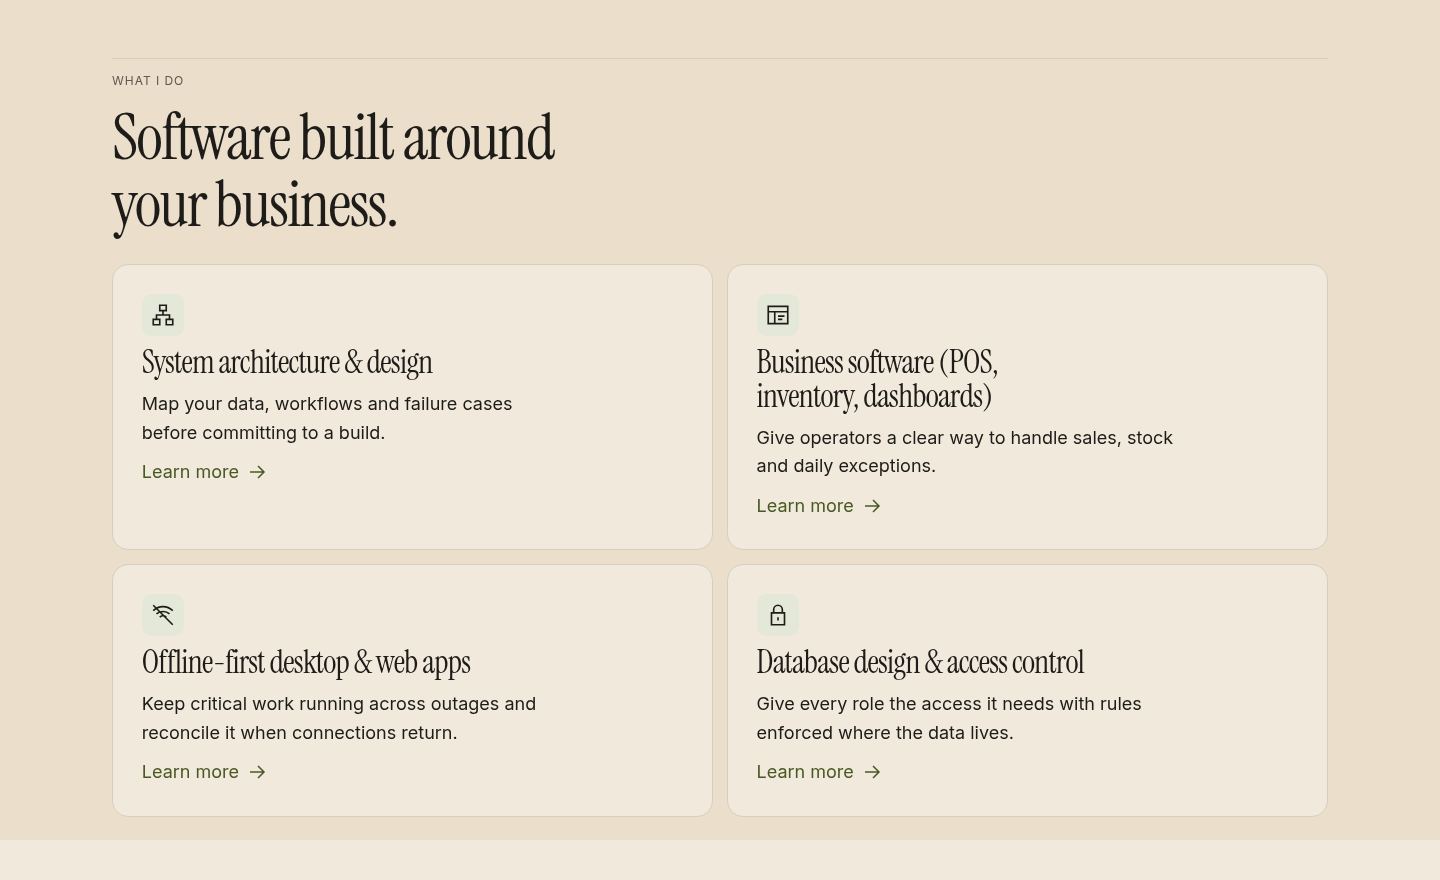 WHAT I DO
Software built around
your business.
System architecture & design
Map your data, workflows and failure cases
before committing to a build.
Learn more →
Business software (POS,
inventory, dashboards)
Give operators a clear way to handle sales, stock
and daily exceptions.
Learn more →
Offline-first desktop & web apps
Keep critical work running across outages and
reconcile it when connections return.
Learn more →
Database design & access control
Give every role the access it needs with rules
enforced where the data lives.
Learn more →